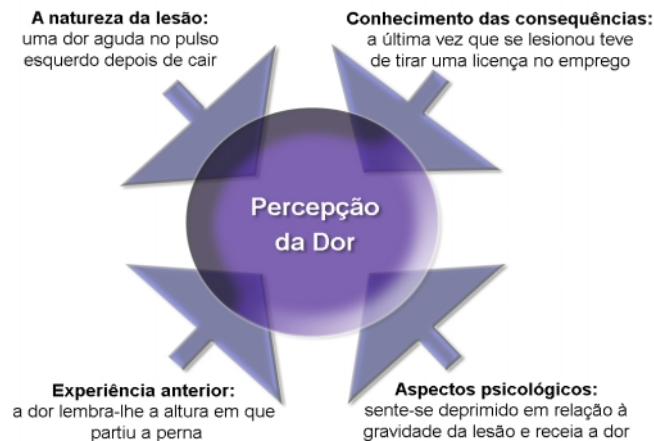 A natureza da lesão:
uma dor aguda no pulso
esquerdo depois de cair
Conhecimento das consequências:
a última vez que se lesionou teve
de tirar uma licença no emprego
Percepção
da Dor
Experiência anterior:
a dor lembra-lhe a altura em que
partiu a perna
Aspectos psicológicos:
sente-se deprimido em relação à
gravidade da lesão e receia a dor